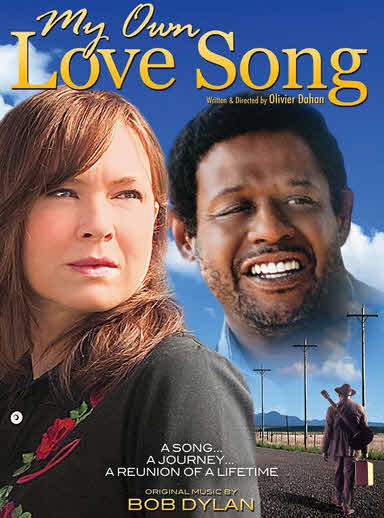 My Own
Love Song
Written & Directed by Olivier Dahan
A SONG...
A JOURNEY...
A REUNION OF A LIFETIME
ORIGINAL MUSIC BY
BOB DYLAN